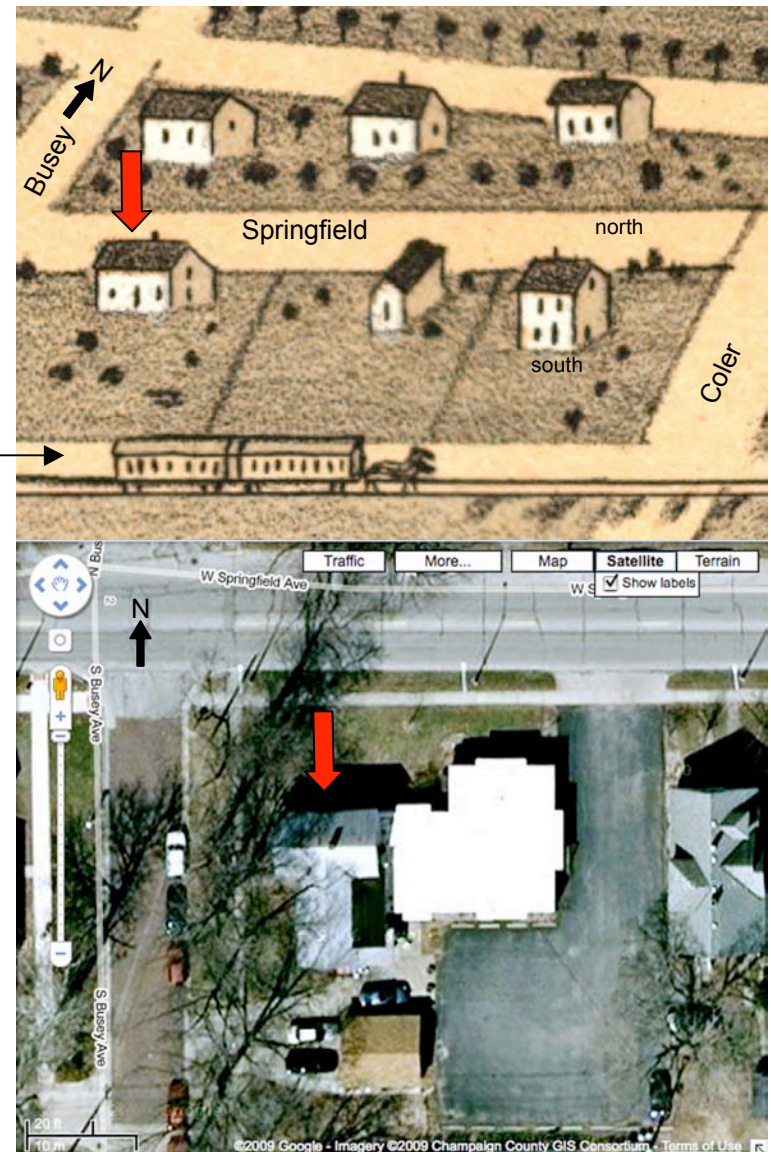 N
Busey
Springfield
north
south
Coler
Traffic
More...
Map
Satellite
Terrain
Show labels
N Bus
W Springfield Ave
W S
N
S Busey Ave
S Busey Ave
20 ft
10 m
©2009 Google - Imagery ©2009 Champaign County GIS Consortium - Terms of Use